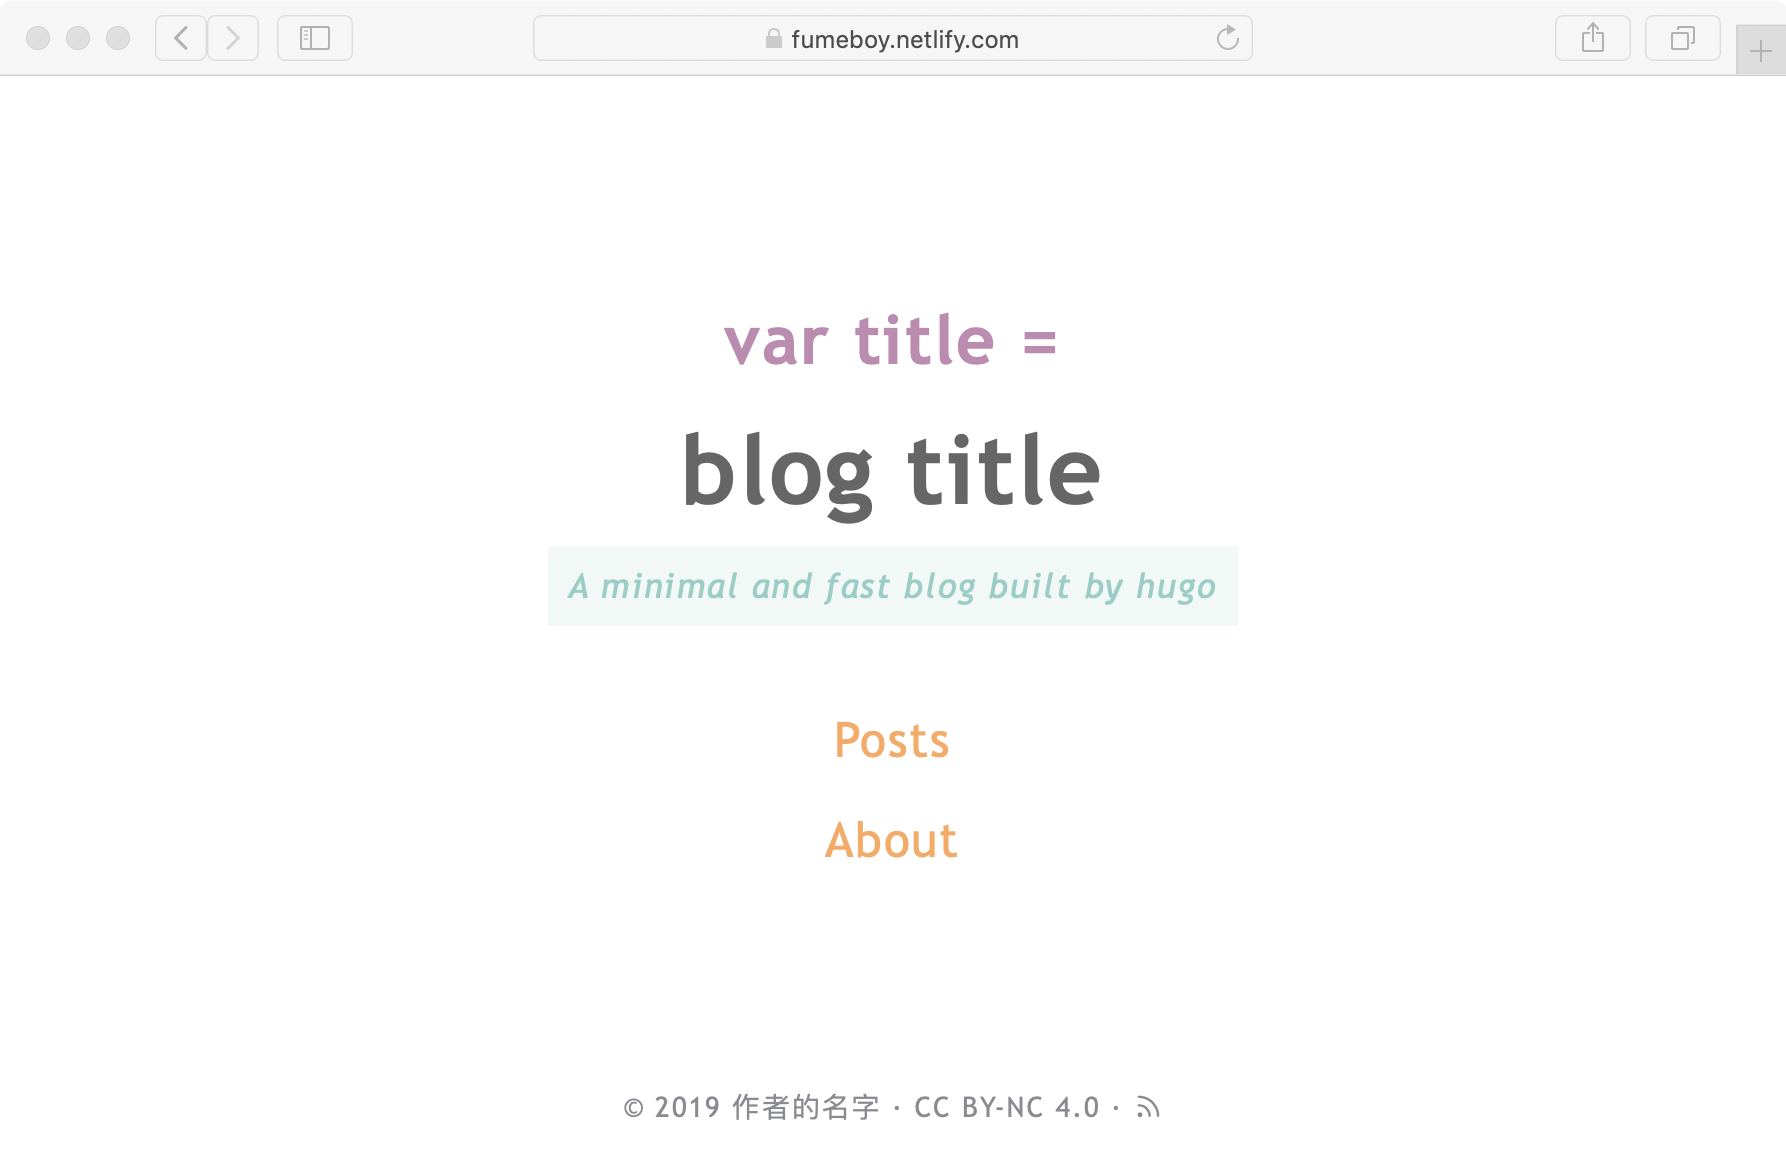 fumeboy.netlify.com
var title =
blog title
A minimal and fast blog built by hugo
Posts
About
© 2019 作者的名字 · CC BY-NC 4.0 ·